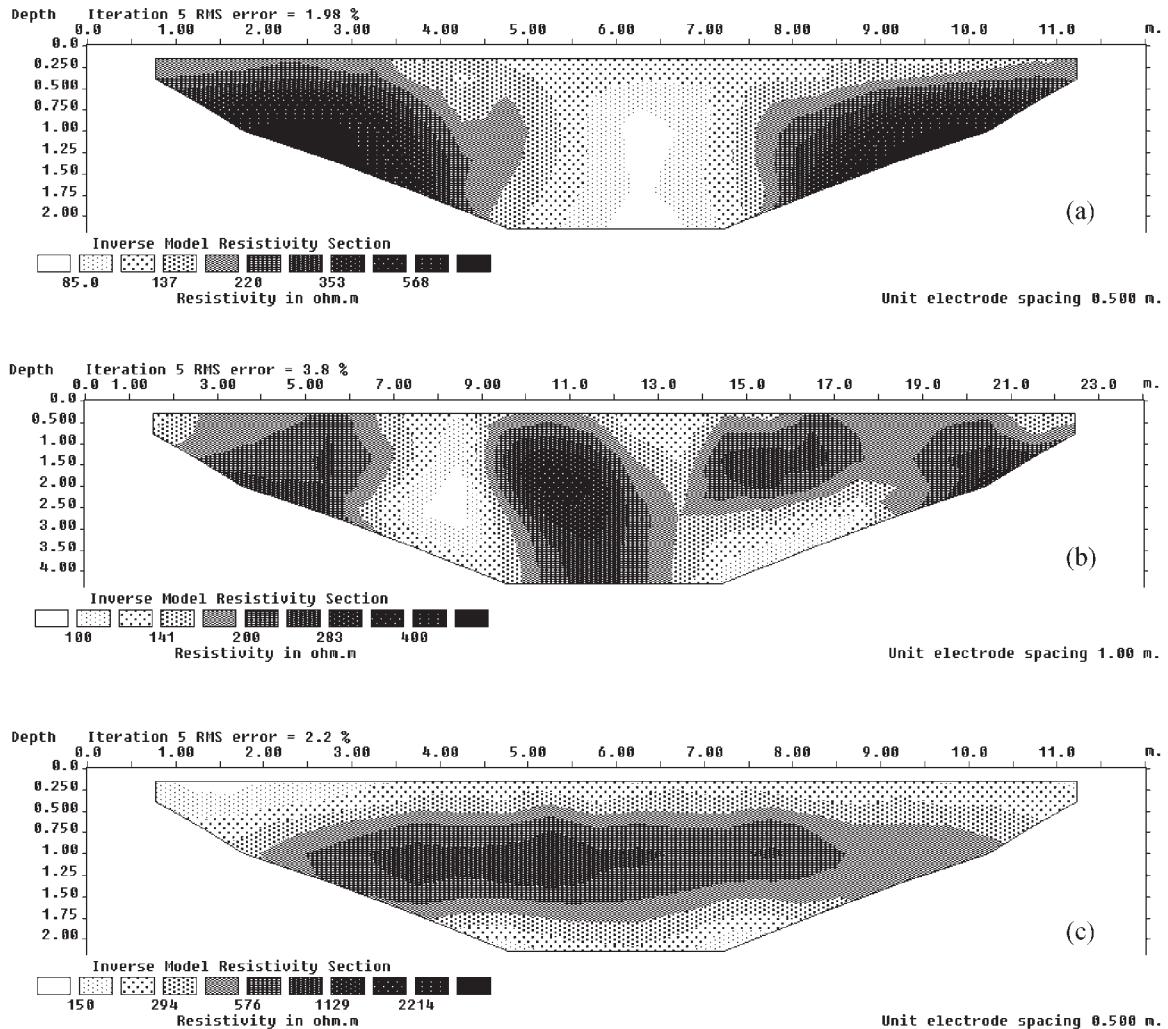 Depth Iteration 5 RMS error = 1.98 %
0.0 1.00 2.00 3.00 4.00 5.00 6.00 7.00 8.00 9.00 10.0 11.0 m.
0.0
0.250
0.500
0.750
1.00
1.25
1.50
1.75
2.00
(a)
Inverse Model Resistivity Section
85.0 137 220 353 568
Resistivity in ohm.m
Unit electrode spacing 0.500 m.
Depth Iteration 5 RMS error = 3.8 %
0.0 1.00 3.00 5.00 7.00 9.00 11.0 13.0 15.0 17.0 19.0 21.0 23.0 m.
0.0
0.500
1.00
1.50
2.00
2.50
3.00
3.50
4.00
(b)
Inverse Model Resistivity Section
100 141 200 283 400
Resistivity in ohm.m
Unit electrode spacing 1.00 m.
Depth Iteration 5 RMS error = 2.2 %
0.0 1.00 2.00 3.00 4.00 5.00 6.00 7.00 8.00 9.00 10.0 11.0 m.
0.0
0.250
0.500
0.750
1.00
1.25
1.50
1.75
2.00
(c)
Inverse Model Resistivity Section
150 294 576 1129 2214
Resistivity in ohm.m
Unit electrode spacing 0.500 m.